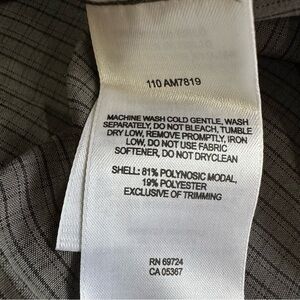 110 AM7819
MACHINE WASH COLD GENTLE, WASH
SEPARATELY, DO NOT BLEACH, TUMBLE
DRY LOW, REMOVE PROMPTLY, IRON
LOW, DO NOT USE FABRIC
SOFTENER, DO NOT DRYCLEAN
SHELL: 81% POLYNOSIC MODAL,
19% POLYESTER
EXCLUSIVE OF TRIMMING
RN 69724
CA 05367